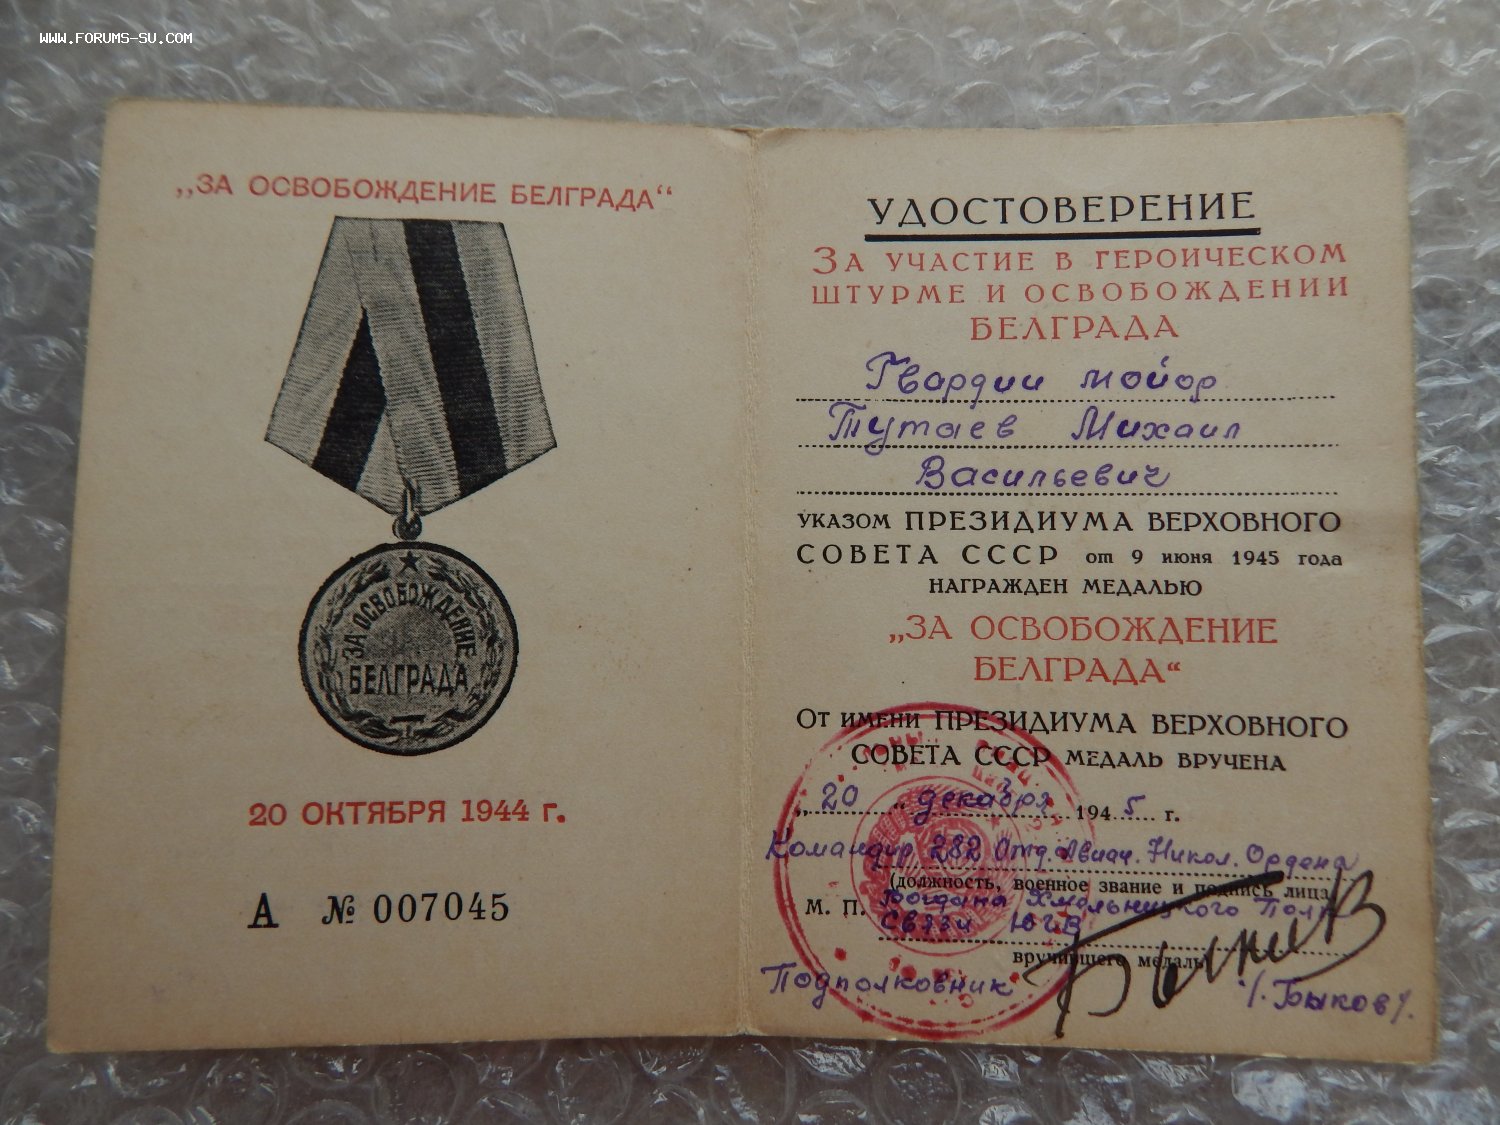 WWW.FORUMS-SU.COM
„ЗА ОСВОБОЖДЕНИЕ БЕЛГРАДА“
ЗА ОСВОБОЖДЕНИЕ
БЕЛГРАДА
20 ОКТЯБРЯ 1944 г.
А № 007045
УДОСТОВЕРЕНИЕ
ЗА УЧАСТИЕ В ГЕРОИЧЕСКОМ
ШТУРМЕ И ОСВОБОЖДЕНИИ
БЕЛГРАДА
Гвардии майор
Тутаев Михаил
Васильевич
УКАЗОМ ПРЕЗИДИУМА ВЕРХОВНОГО
СОВЕТА СССР от 9 июня 1945 года
НАГРАЖДЕН МЕДАЛЬЮ
„ЗА ОСВОБОЖДЕНИЕ
БЕЛГРАДА“
ОТ ИМЕНИ ПРЕЗИДИУМА ВЕРХОВНОГО
СОВЕТА СССР МЕДАЛЬ ВРУЧЕНА
„20“ декабря 1945 г.
Командир 282 Отд. Авиац. Никол. Ордена
(должность, военное звание и подпись лица,
М. П. Богдана Хмельницкого Полк
Связи ЮГВ
вручившего медаль)
Подполковник /. Быков /.